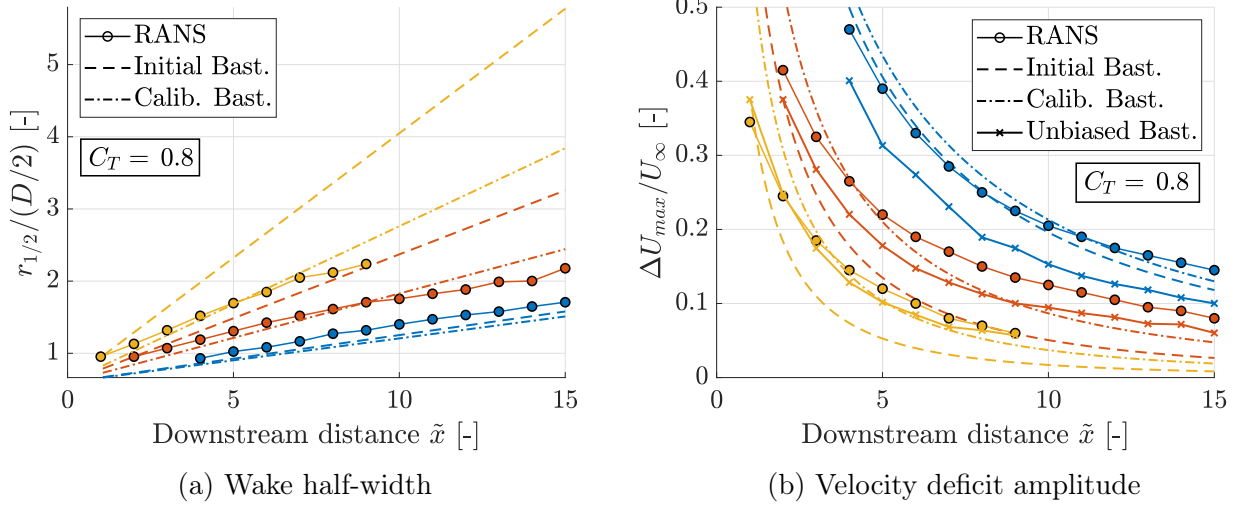 RANS
Initial Bast.
Calib. Bast.
C_T = 0.8
r_{1/2}/(D/2) [-]
5
4
3
2
1
0 5 10 15
Downstream distance x̃ [-]
(a) Wake half-width
RANS
Initial Bast.
Calib. Bast.
Unbiased Bast.
C_T = 0.8
ΔU_{max}/U_∞ [-]
0.5
0.4
0.3
0.2
0.1
0
0 5 10 15
Downstream distance x̃ [-]
(b) Velocity deficit amplitude